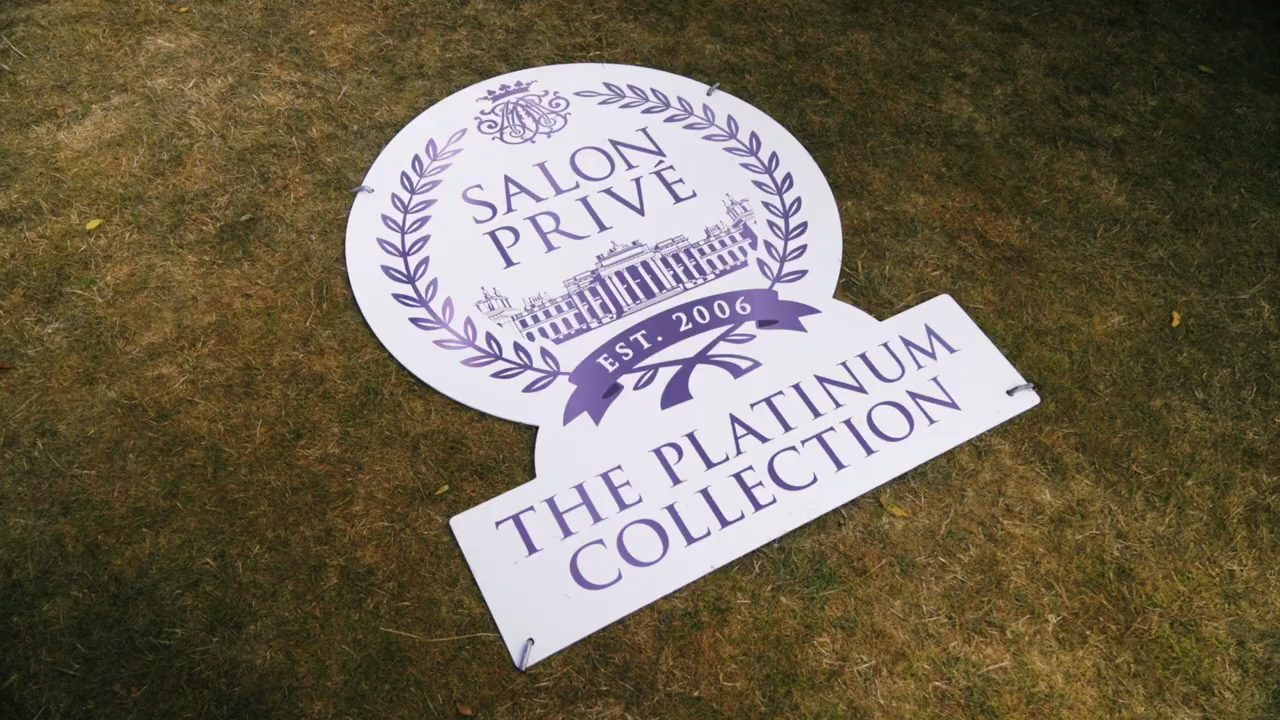 SALON
PRIVÉ
EST. 2006
THE PLATINUM
COLLECTION